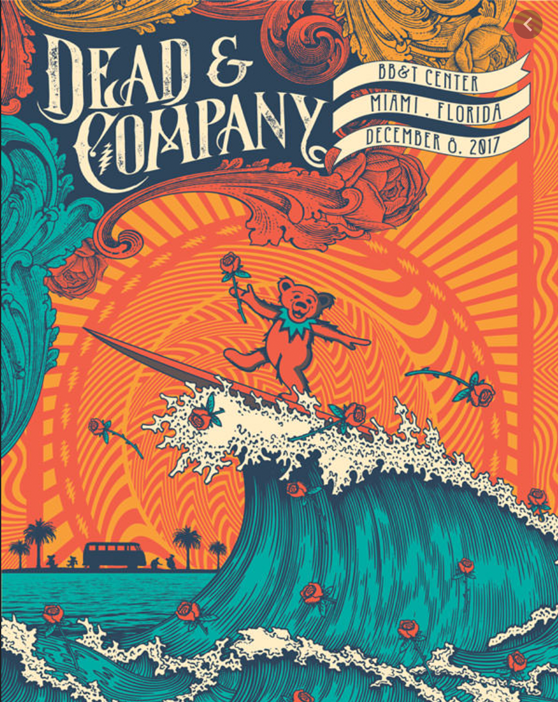 DEAD &
COMPANY
BB&T CENTER
MIAMI . FLORIDA
DECEMBER 8. 2017